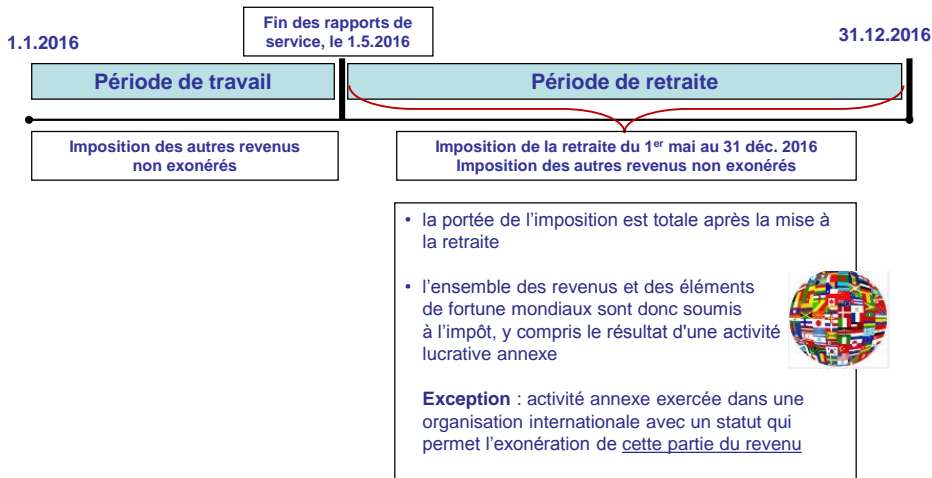 Fin des rapports de
service, le 1.5.2016
1.1.2016
31.12.2016
Période de travail
Période de retraite
Imposition des autres revenus
non exonérés
Imposition de la retraite du 1er mai au 31 déc. 2016
Imposition des autres revenus non exonérés
• la portée de l'imposition est totale après la mise à
la retraite
• l'ensemble des revenus et des éléments
de fortune mondiaux sont donc soumis
à l'impôt, y compris le résultat d'une activité
lucrative annexe
Exception : activité annexe exercée dans une
organisation internationale avec un statut qui
permet l'exonération de cette partie du revenu